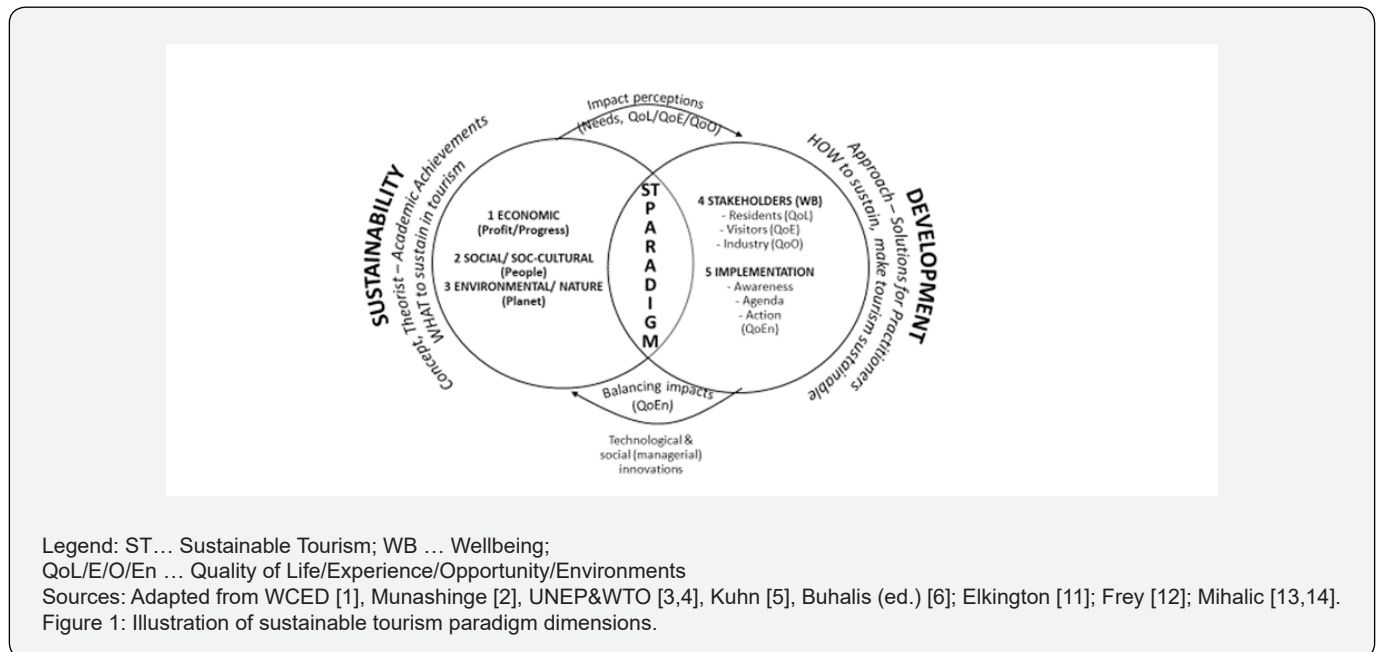 Impact perceptions
(Needs, QoL/QoE/QoO)
SUSTAINABILITY
Concept, Theorist – Academic Achievements
WHAT to sustain in tourism
1 ECONOMIC
(Profit/Progress)
2 SOCIAL/ SOC-CULTURAL
(People)
3 ENVIRONMENTAL/ NATURE
(Planet)
ST
P
A
R
A
D
I
G
M
4 STAKEHOLDERS (WB)
- Residents (QoL)
- Visitors (QoE)
- Industry (QoO)
5 IMPLEMENTATION
- Awareness
- Agenda
- Action
(QoEn)
HOW to sustain, make tourism sustainable
Approach – Solutions for Practitioners
DEVELOPMENT
Balancing impacts
(QoEn)
Technological &
social (managerial)
innovations
Legend: ST… Sustainable Tourism; WB … Wellbeing;
QoL/E/O/En … Quality of Life/Experience/Opportunity/Environments
Sources: Adapted from WCED [1], Munashinge [2], UNEP&WTO [3,4], Kuhn [5], Buhalis (ed.) [6]; Elkington [11]; Frey [12]; Mihalic [13,14].
Figure 1: Illustration of sustainable tourism paradigm dimensions.